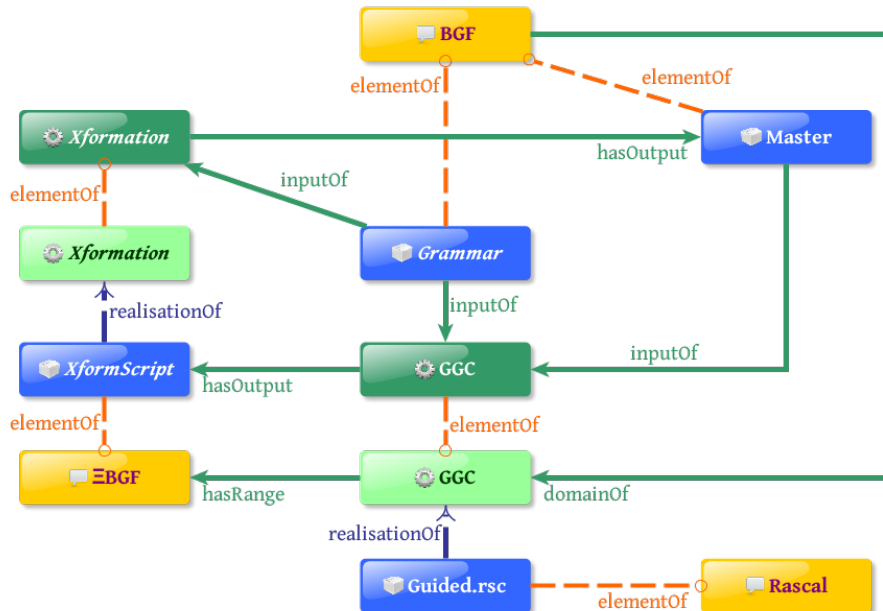 BGF
elementOf
elementOf
Xformation
hasOutput
Master
inputOf
elementOf
Xformation
Grammar
realisationOf
inputOf
inputOf
XformScript
hasOutput
GGC
elementOf
elementOf
ΞBGF
hasRange
GGC
domainOf
realisationOf
Guided.rsc
elementOf
Rascal